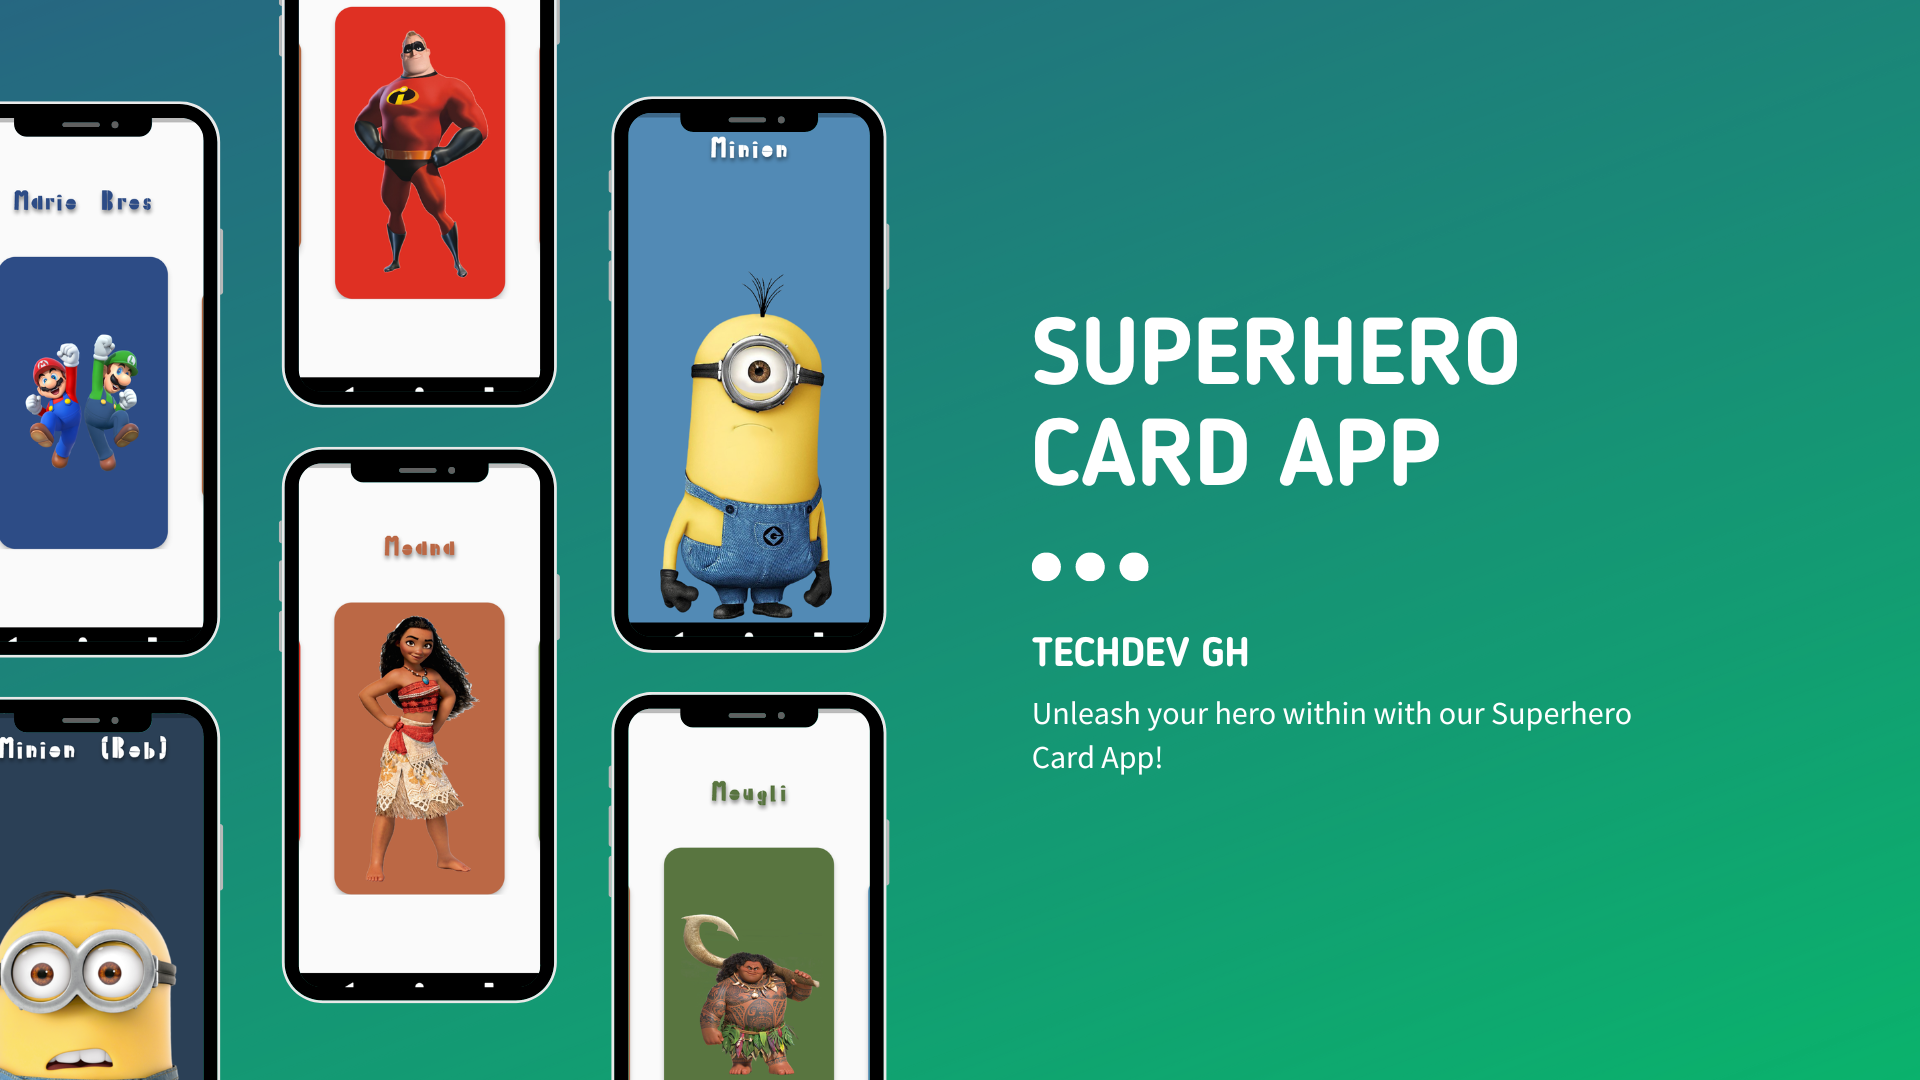 Mario Bros
Minion (Bob)
Moana
Minion
Mougli
SUPERHERO
CARD APP
TECHDEV GH
Unleash your hero within with our Superhero
Card App!